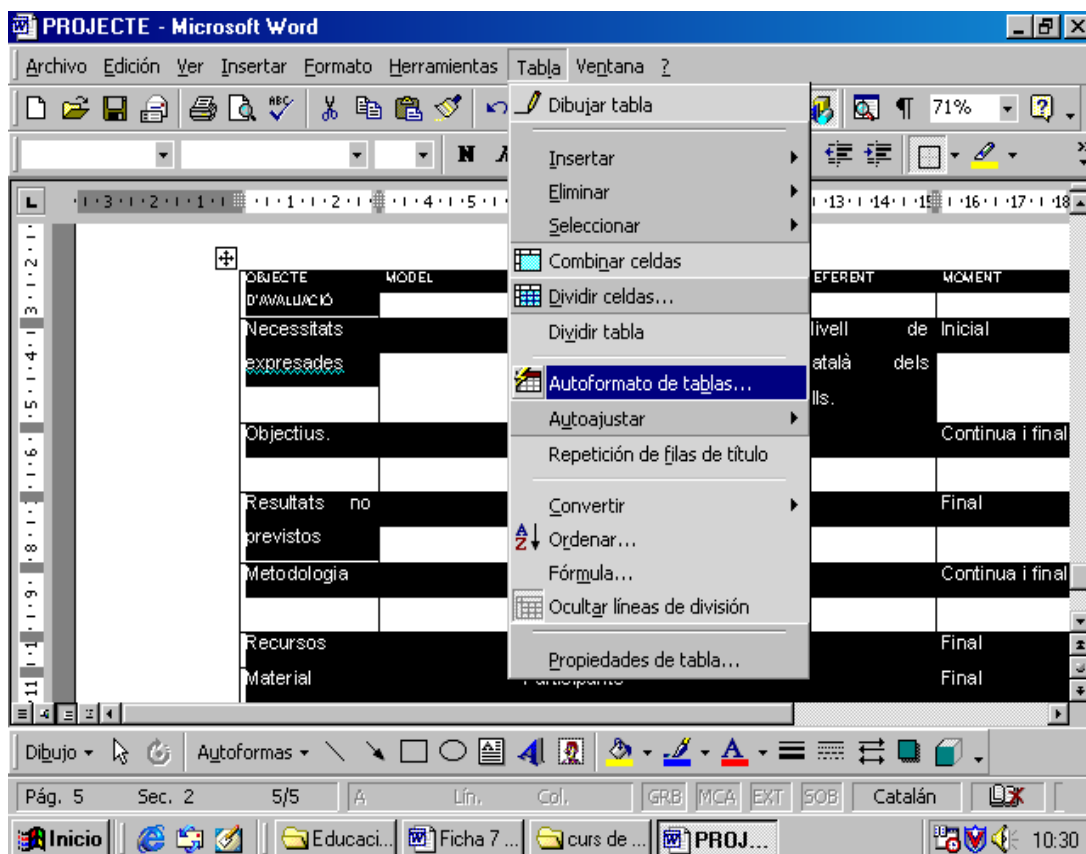 PROJECTE - Microsoft Word
Archivo Edición Ver Insertar Formato Herramientas Tabla Ventana ?
71%
N
Dibujar tabla
Insertar
Eliminar
Seleccionar
Combinar celdas
Dividir celdas...
Dividir tabla
Autoformato de tablas...
Autoajustar
Repetición de filas de título
Convertir
Ordenar...
Fórmula...
Ocultar líneas de división
Propiedades de tabla...
OBJECTE MODEL EFERENT MOMENT
D'AVALUACIÓ
Necessitats livell de Inicial
expresades atalà dels
lls.
Objectius. Continua i final
Resultats no Final
previstos
Metodologia Continua i final
Recursos Final
Material Participants Final
Dibujo Autoformas
Pág. 5 Sec. 2 5/5 A Lín. Col. GRB MCA EXT SOB Catalán
Inicio Educaci... Ficha 7 ... curs de ... PROJ... 10:30